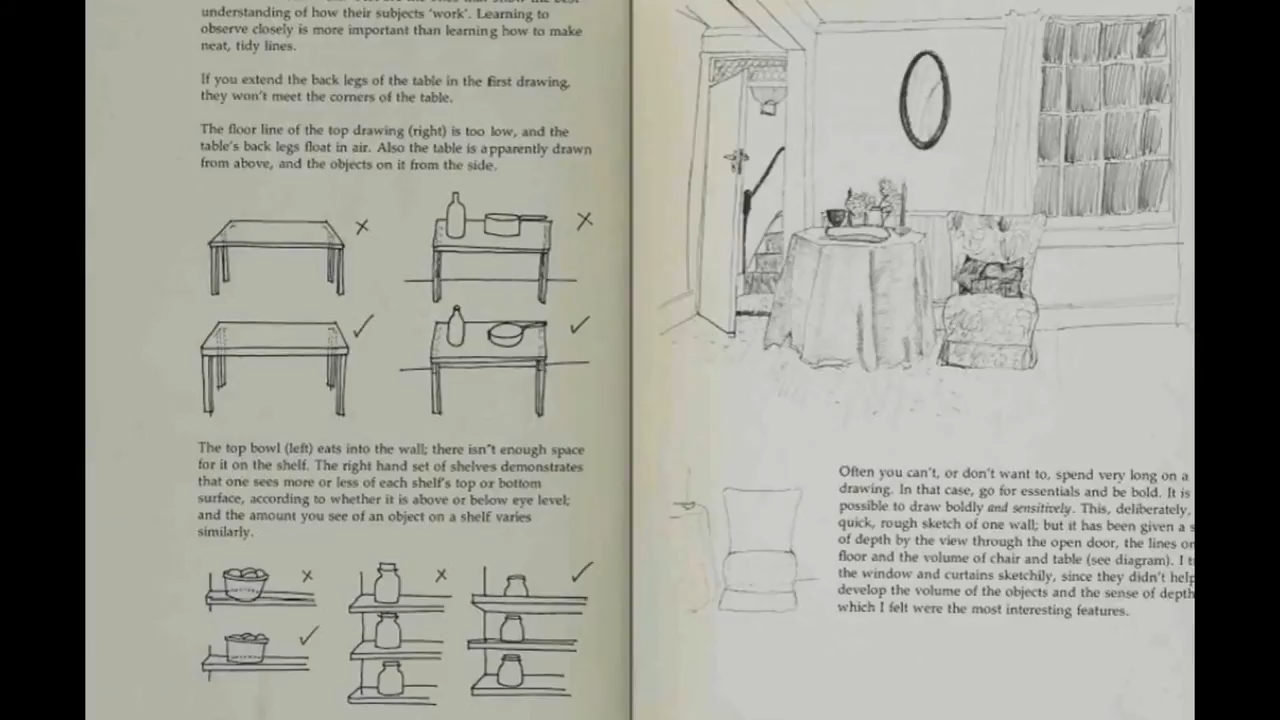 understanding of how their subjects 'work'. Learning to
observe closely is more important than learning how to make
neat, tidy lines.
If you extend the back legs of the table in the first drawing,
they won't meet the corners of the table.
The floor line of the top drawing (right) is too low, and the
table's back legs float in air. Also the table is apparently drawn
from above, and the objects on it from the side.
The top bowl (left) eats into the wall; there isn't enough space
for it on the shelf. The right hand set of shelves demonstrates
that one sees more or less of each shelf's top or bottom
surface, according to whether it is above or below eye level;
and the amount you see of an object on a shelf varies
similarly.
Often you can't, or don't want to, spend very long on a
drawing. In that case, go for essentials and be bold. It is
possible to draw boldly and sensitively. This, deliberately,
quick, rough sketch of one wall; but it has been given a s
of depth by the view through the open door, the lines or
floor and the volume of chair and table (see diagram). I t
the window and curtains sketchily, since they didn't help
develop the volume of the objects and the sense of depth
which I felt were the most interesting features.